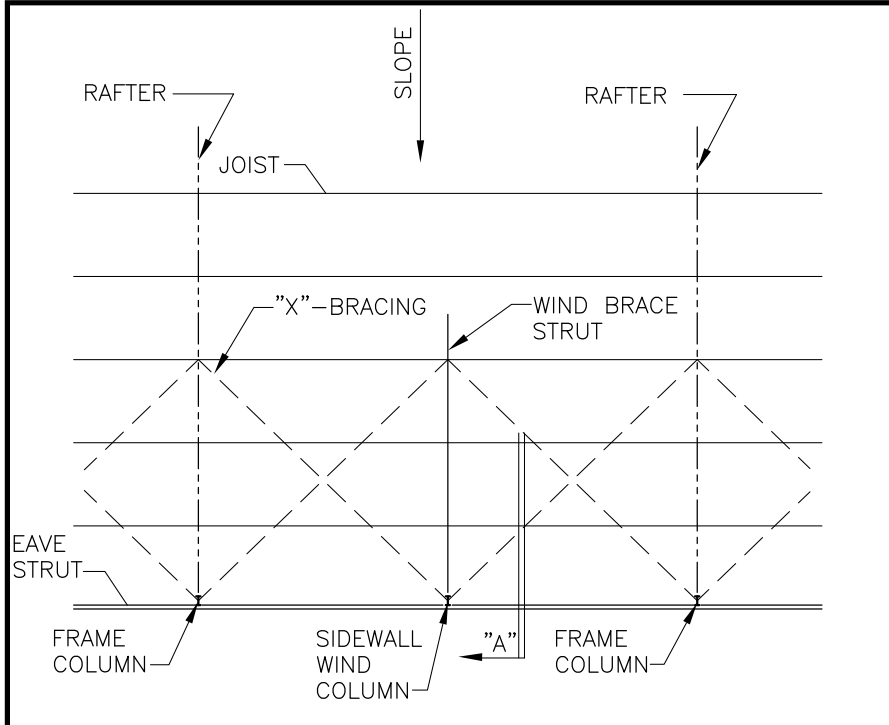 SLOPE
RAFTER
RAFTER
JOIST
"X"-BRACING
WIND BRACE
STRUT
EAVE
STRUT
FRAME
COLUMN
SIDEWALL
WIND
COLUMN
"A"
FRAME
COLUMN